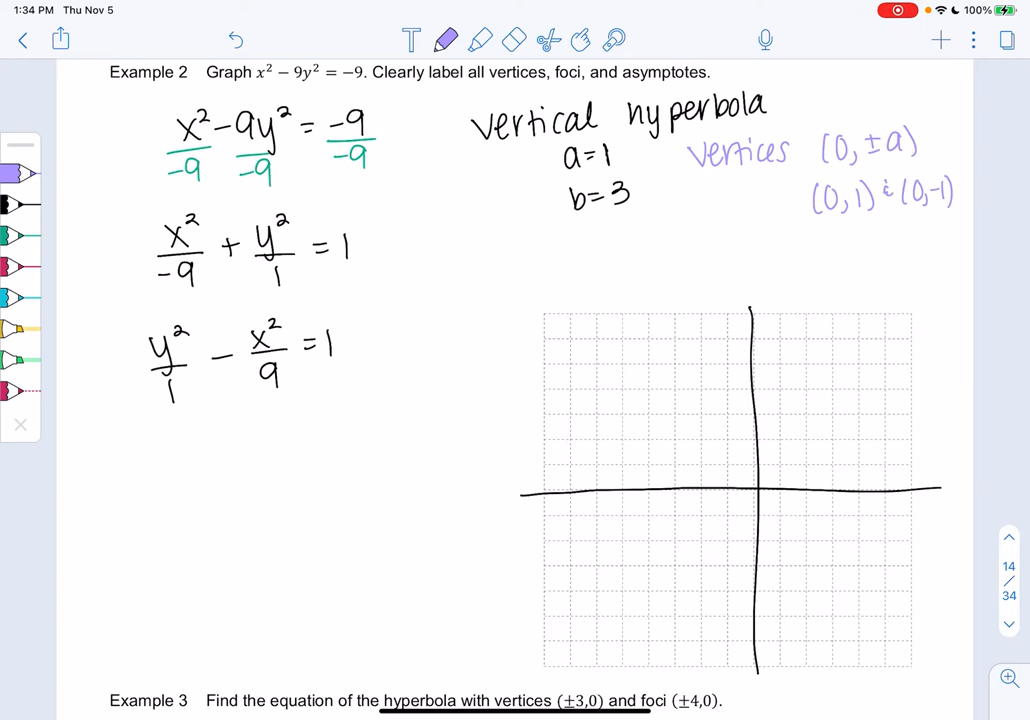 1:34 PM Thu Nov 5
100%
Example 2 Graph x² − 9y² = −9. Clearly label all vertices, foci, and asymptotes.
x² − 9y² = −9
−9 −9 −9
x²/−9 + y²/1 = 1
y²/1 − x²/9 = 1
vertical hyperbola
a=1
b=3
vertices (0, ±a)
(0, 1) & (0, −1)
14
/
34
Example 3 Find the equation of the hyperbola with vertices (±3,0) and foci (±4,0).